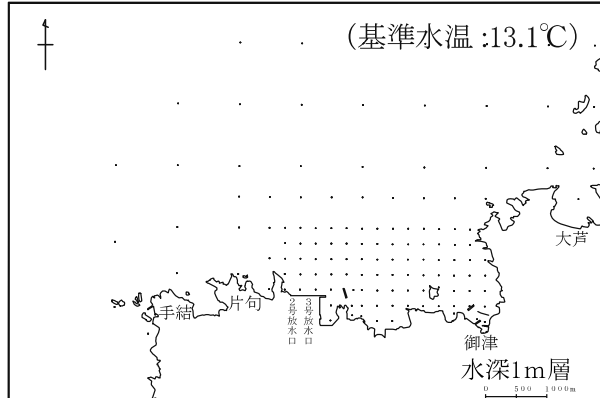 (基準水温:13.1℃)
大芦
手結
片句
2号放水口
3号放水口
御津
水深1m層
0 500 1000m